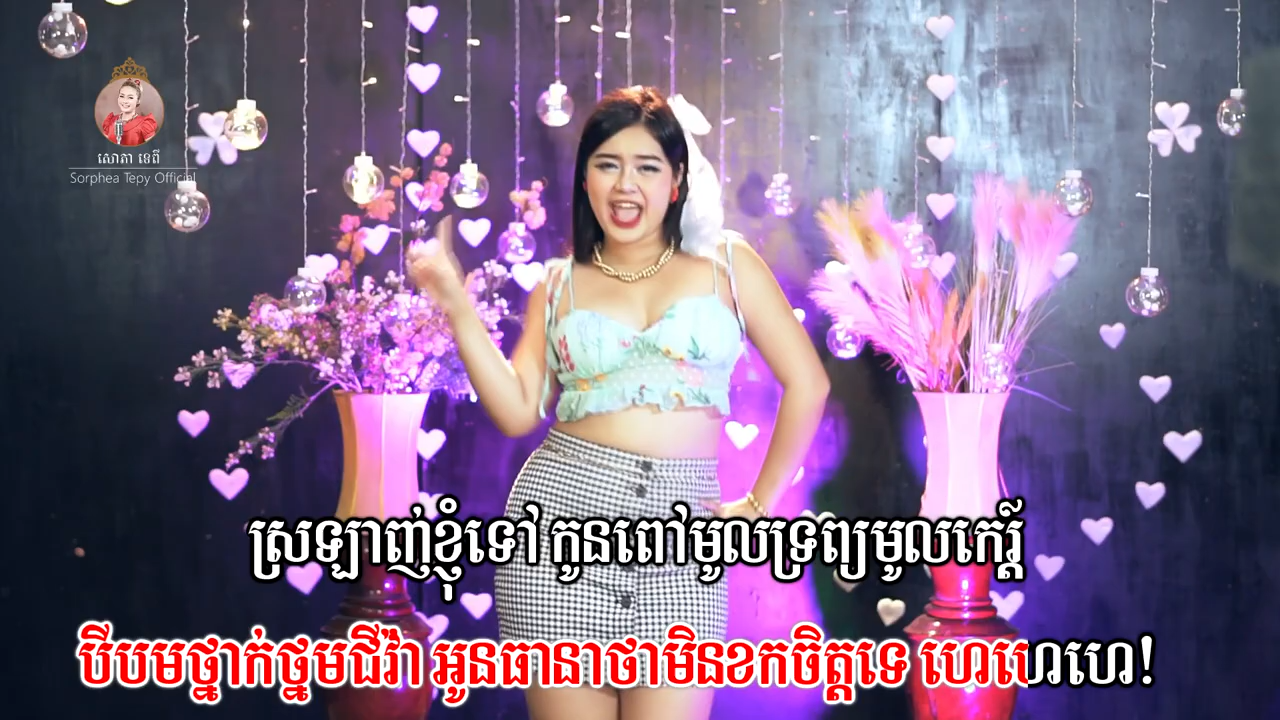 សោភា ទេពី
Sorphea Tepy Official
ស្រឡាញ់ខ្ញុំទៅ កូនពៅមូលទ្រព្យមូលកេរ្ត៍
បីបមថ្នាក់ថ្នមជីវ៉ា អូនធានាថាមិនខកចិត្តទេ ហេហេហេ!